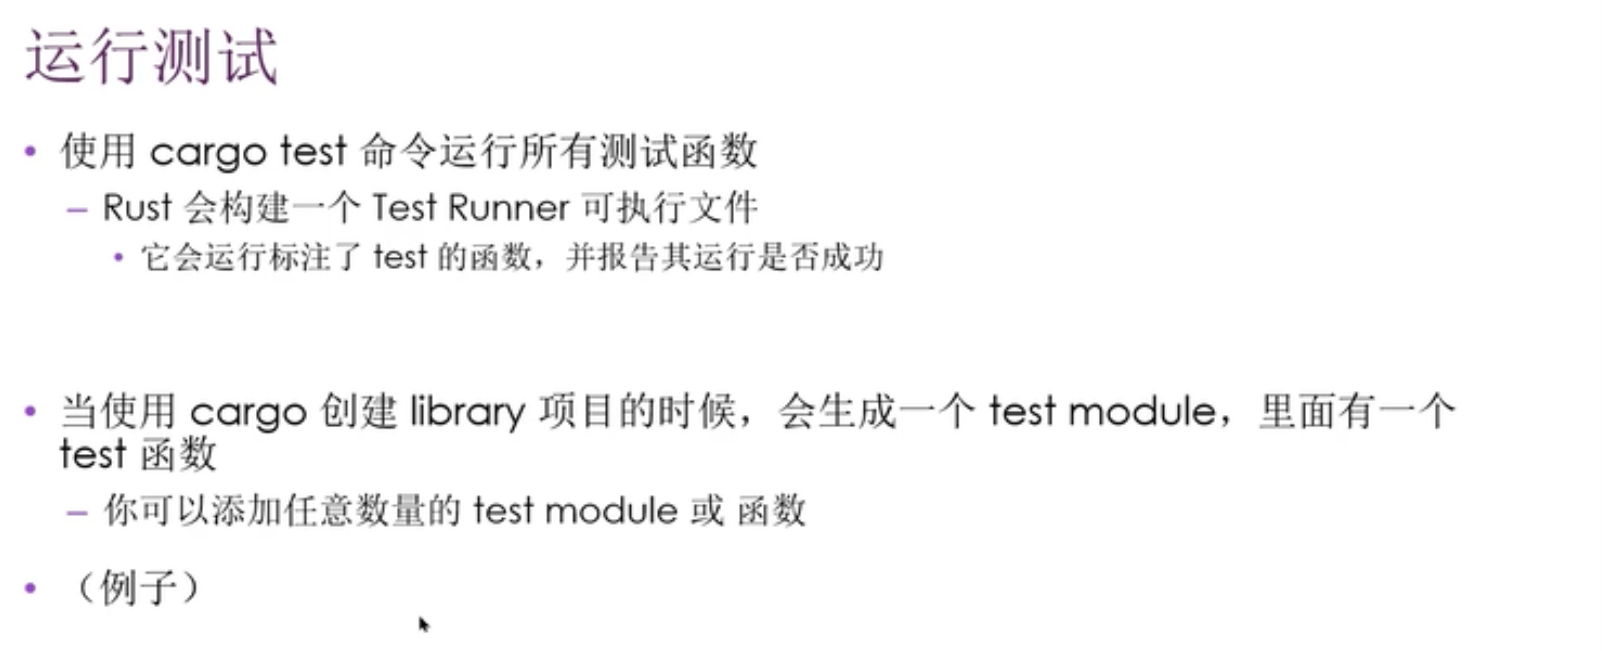 运行测试
• 使用 cargo test 命令运行所有测试函数
– Rust 会构建一个 Test Runner 可执行文件
• 它会运行标注了 test 的函数，并报告其运行是否成功
• 当使用 cargo 创建 library 项目的时候，会生成一个 test module，里面有一个
test 函数
– 你可以添加任意数量的 test module 或 函数
• （例子）